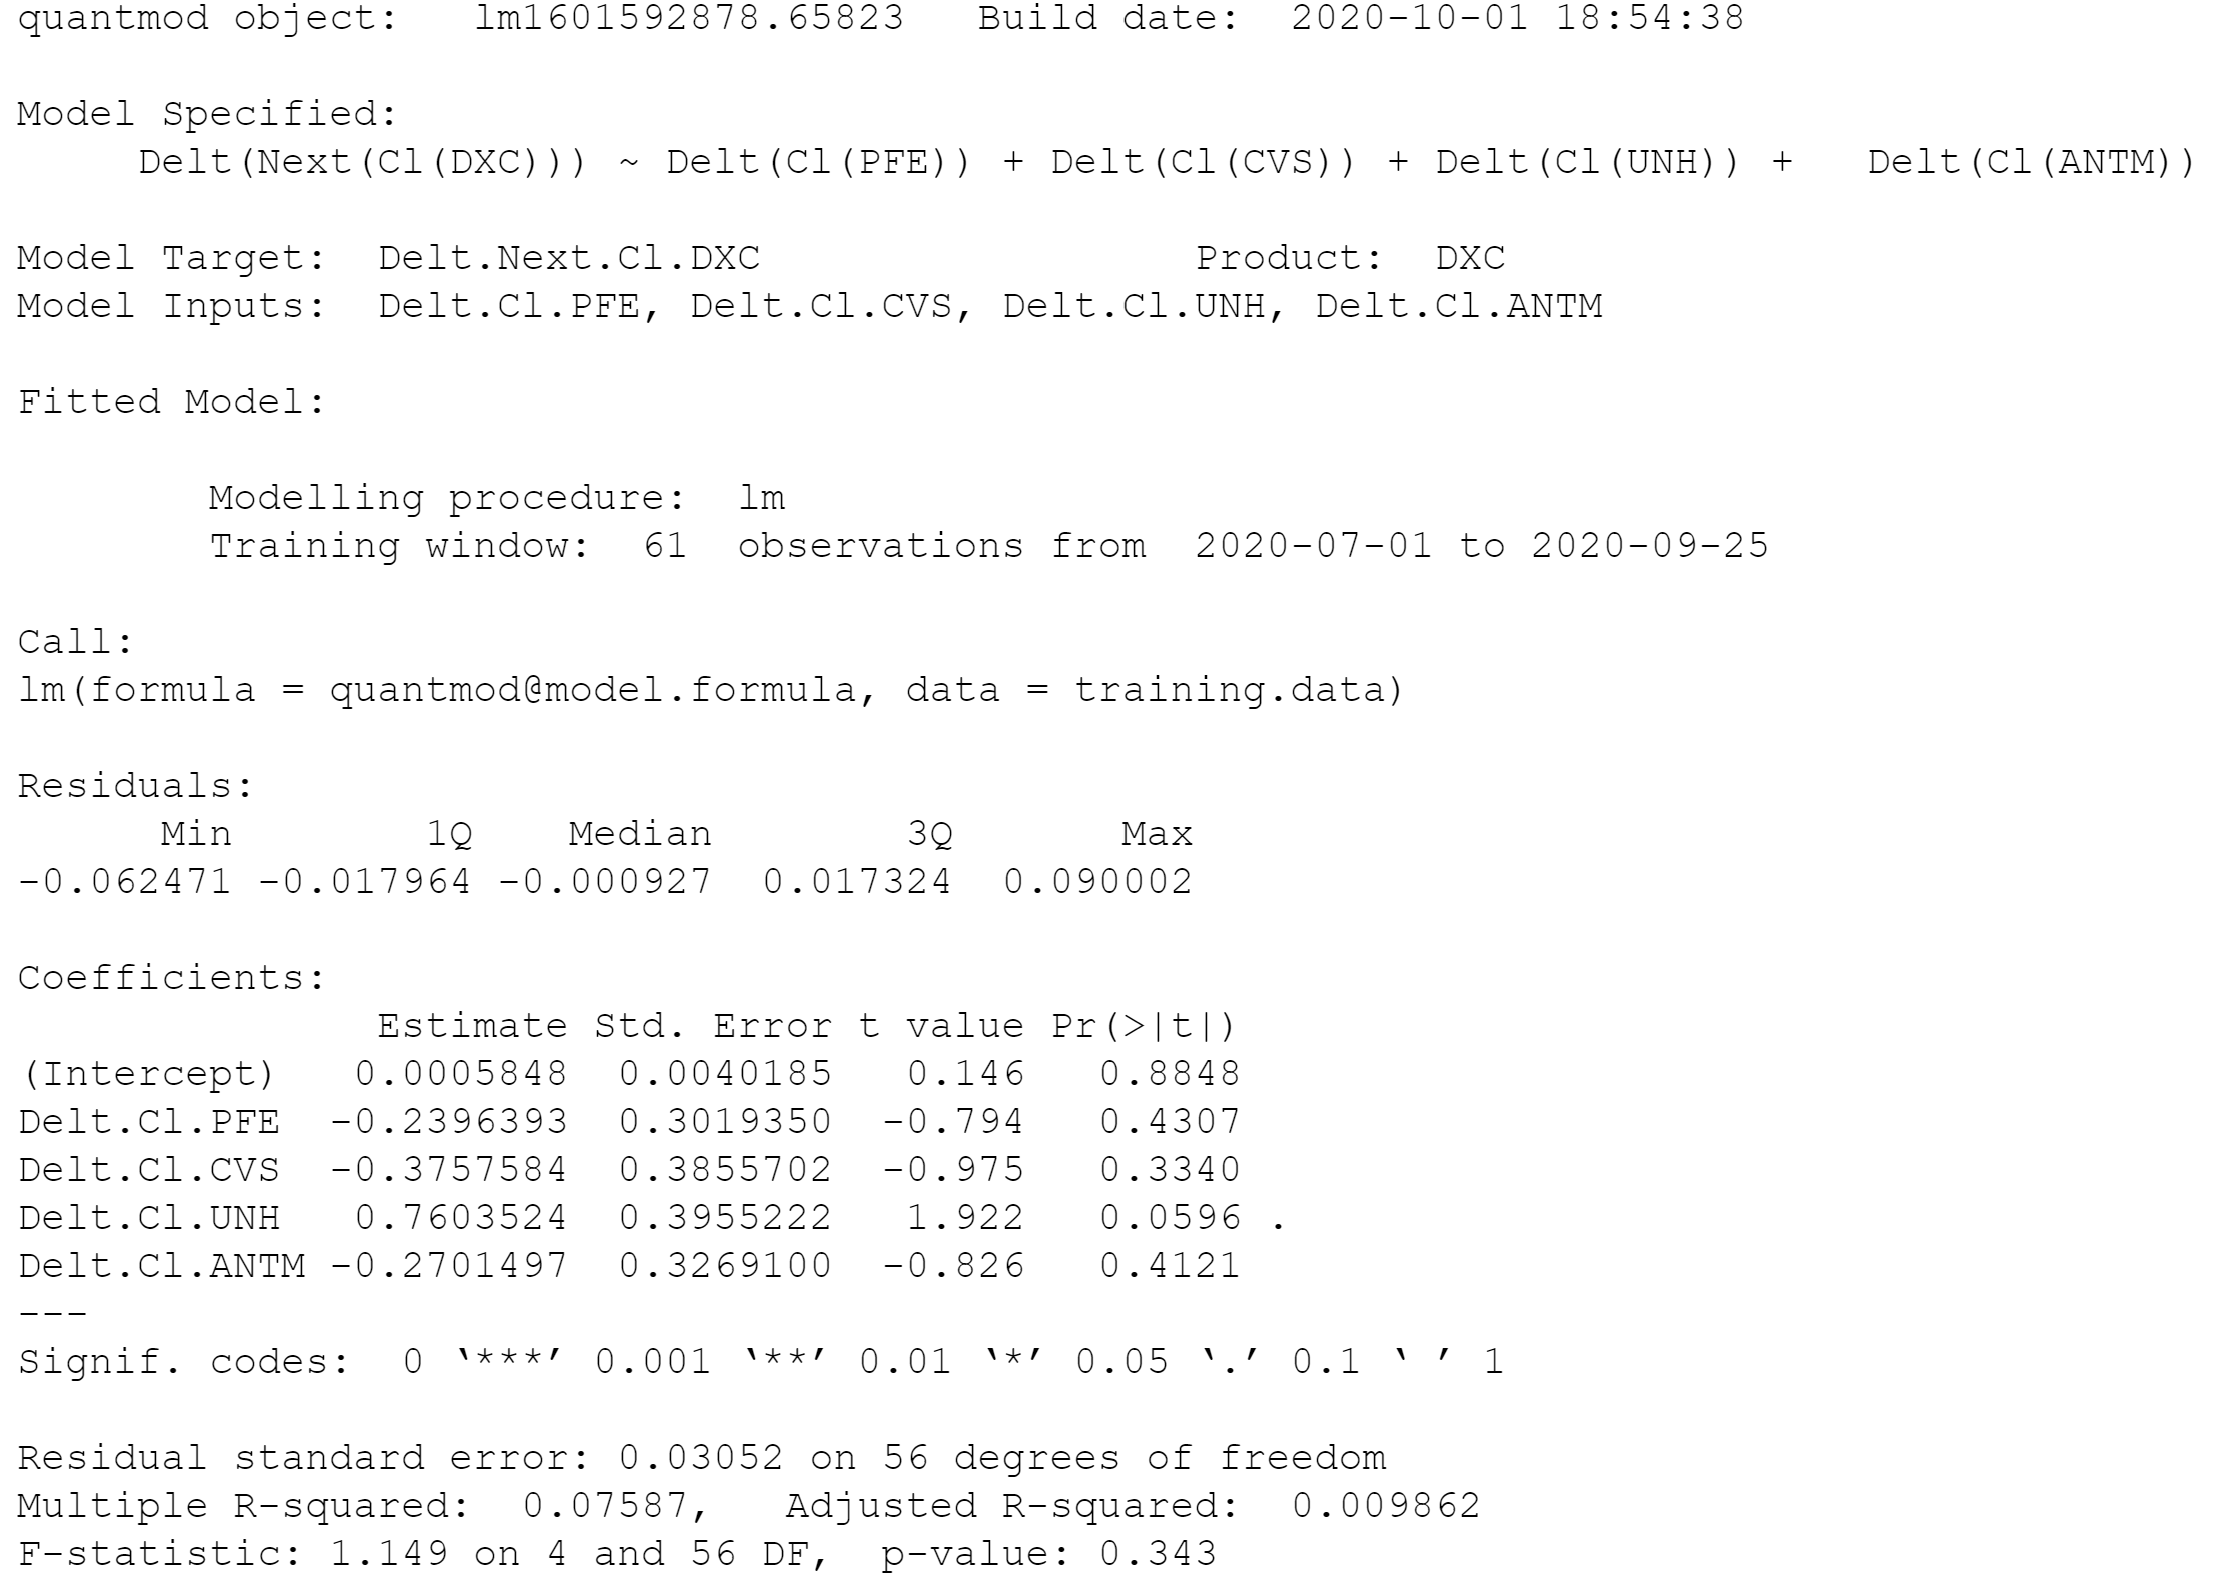 quantmod object:   lm1601592878.65823   Build date:  2020-10-01 18:54:38
Model Specified:
     Delt(Next(Cl(DXC))) ~ Delt(Cl(PFE)) + Delt(Cl(CVS)) + Delt(Cl(UNH)) +   Delt(Cl(ANTM))
Model Target:  Delt.Next.Cl.DXC                  Product:  DXC
Model Inputs:  Delt.Cl.PFE, Delt.Cl.CVS, Delt.Cl.UNH, Delt.Cl.ANTM
Fitted Model:
        Modelling procedure:  lm
        Training window:  61  observations from  2020-07-01 to 2020-09-25
Call:
lm(formula = quantmod@model.formula, data = training.data)
Residuals:
      Min        1Q    Median        3Q       Max
-0.062471 -0.017964 -0.000927  0.017324  0.090002
Coefficients:
               Estimate Std. Error t value Pr(>|t|)
(Intercept)   0.0005848  0.0040185   0.146   0.8848
Delt.Cl.PFE  -0.2396393  0.3019350  -0.794   0.4307
Delt.Cl.CVS  -0.3757584  0.3855702  -0.975   0.3340
Delt.Cl.UNH   0.7603524  0.3955222   1.922   0.0596 .
Delt.Cl.ANTM -0.2701497  0.3269100  -0.826   0.4121
---
Signif. codes:  0 ‘***’ 0.001 ‘**’ 0.01 ‘*’ 0.05 ‘.’ 0.1 ‘ ’ 1
Residual standard error: 0.03052 on 56 degrees of freedom
Multiple R-squared:  0.07587,   Adjusted R-squared:  0.009862
F-statistic: 1.149 on 4 and 56 DF,  p-value: 0.343